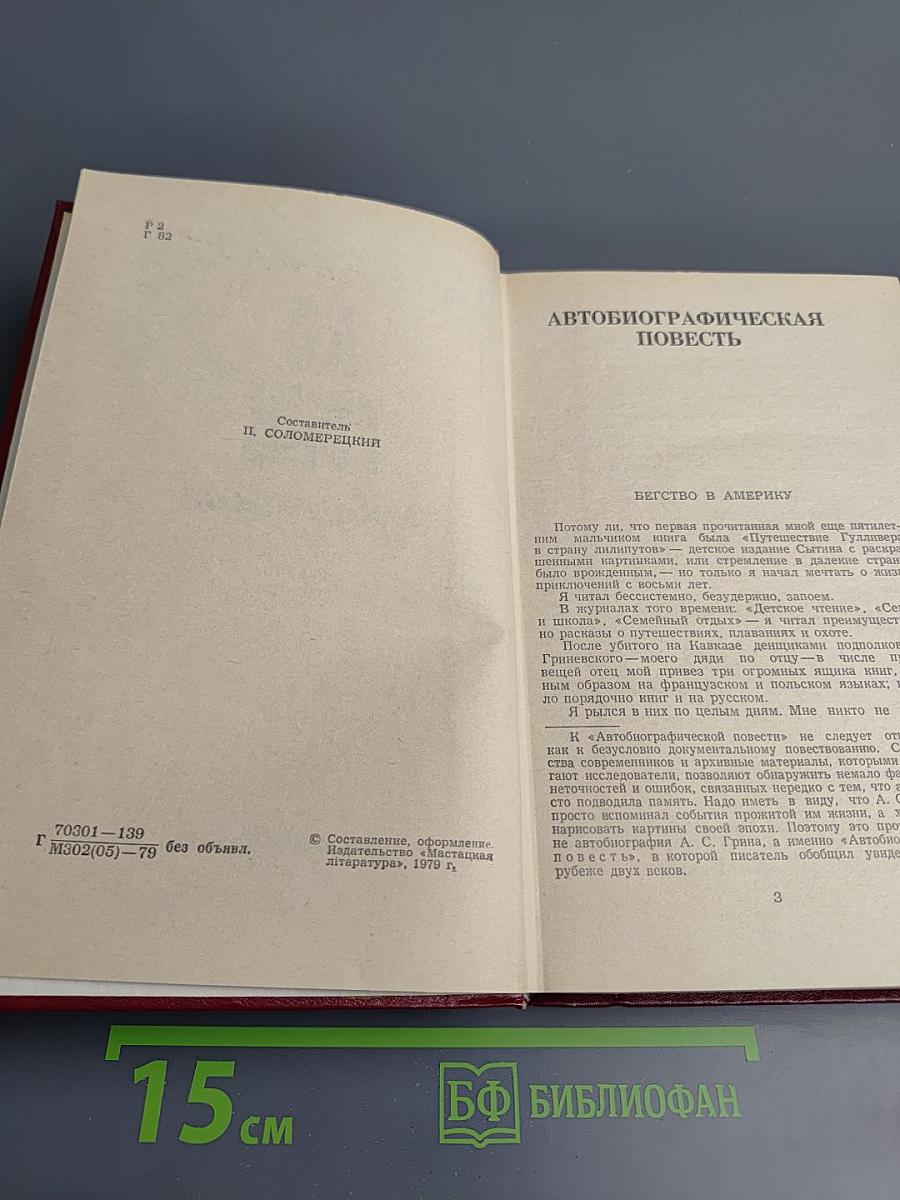 Р 2
Г 82
Составитель
П. СОЛОМЕРЕЦКИЙ
Г 70301—139
М302(05)—79 без объявл.
© Составление, оформление.
Издательство «Мастацкая
літаратура», 1979 г.
АВТОБИОГРАФИЧЕСКАЯ
ПОВЕСТЬ
БЕГСТВО В АМЕРИКУ
Потому ли, что первая прочитанная мной еще пятилет-
ним мальчиком книга была «Путешествие Гулливера
в страну лилипутов» — детское издание Сытина с раскра-
шенными картинками, или стремление в далекие стран
было врожденным, — но только я начал мечтать о жизн
приключений с восьми лет.
Я читал бессистемно, безудержно, запоем.
В журналах того времени: «Детское чтение», «Сем
и школа», «Семейный отдых» — я читал преимуществ
но рассказы о путешествиях, плаваниях и охоте.
После убитого на Кавказе денщиками подполков
Гриневского — моего дяди по отцу — в числе пр
вещей отец мой привез три огромных ящика книг,
ным образом на французском и польском языках;
ло порядочно книг и на русском.
Я рылся в них по целым дням. Мне никто не
К «Автобиографической повести» не следует отн
как к безусловно документальному повествованию. С
ства современников и архивные материалы, которыми
гают исследователи, позволяют обнаружить немало фа
неточностей и ошибок, связанных нередко с тем, что а
сто подводила память. Надо иметь в виду, что А. С
просто вспоминал события прожитой им жизни, а х
нарисовать картины своей эпохи. Поэтому это про
не автобиография А. С. Грина, а именно «Автобио
повесть», в которой писатель обобщил увиде
рубеже двух веков.
3
15 см
БФ БИБЛИОФАН